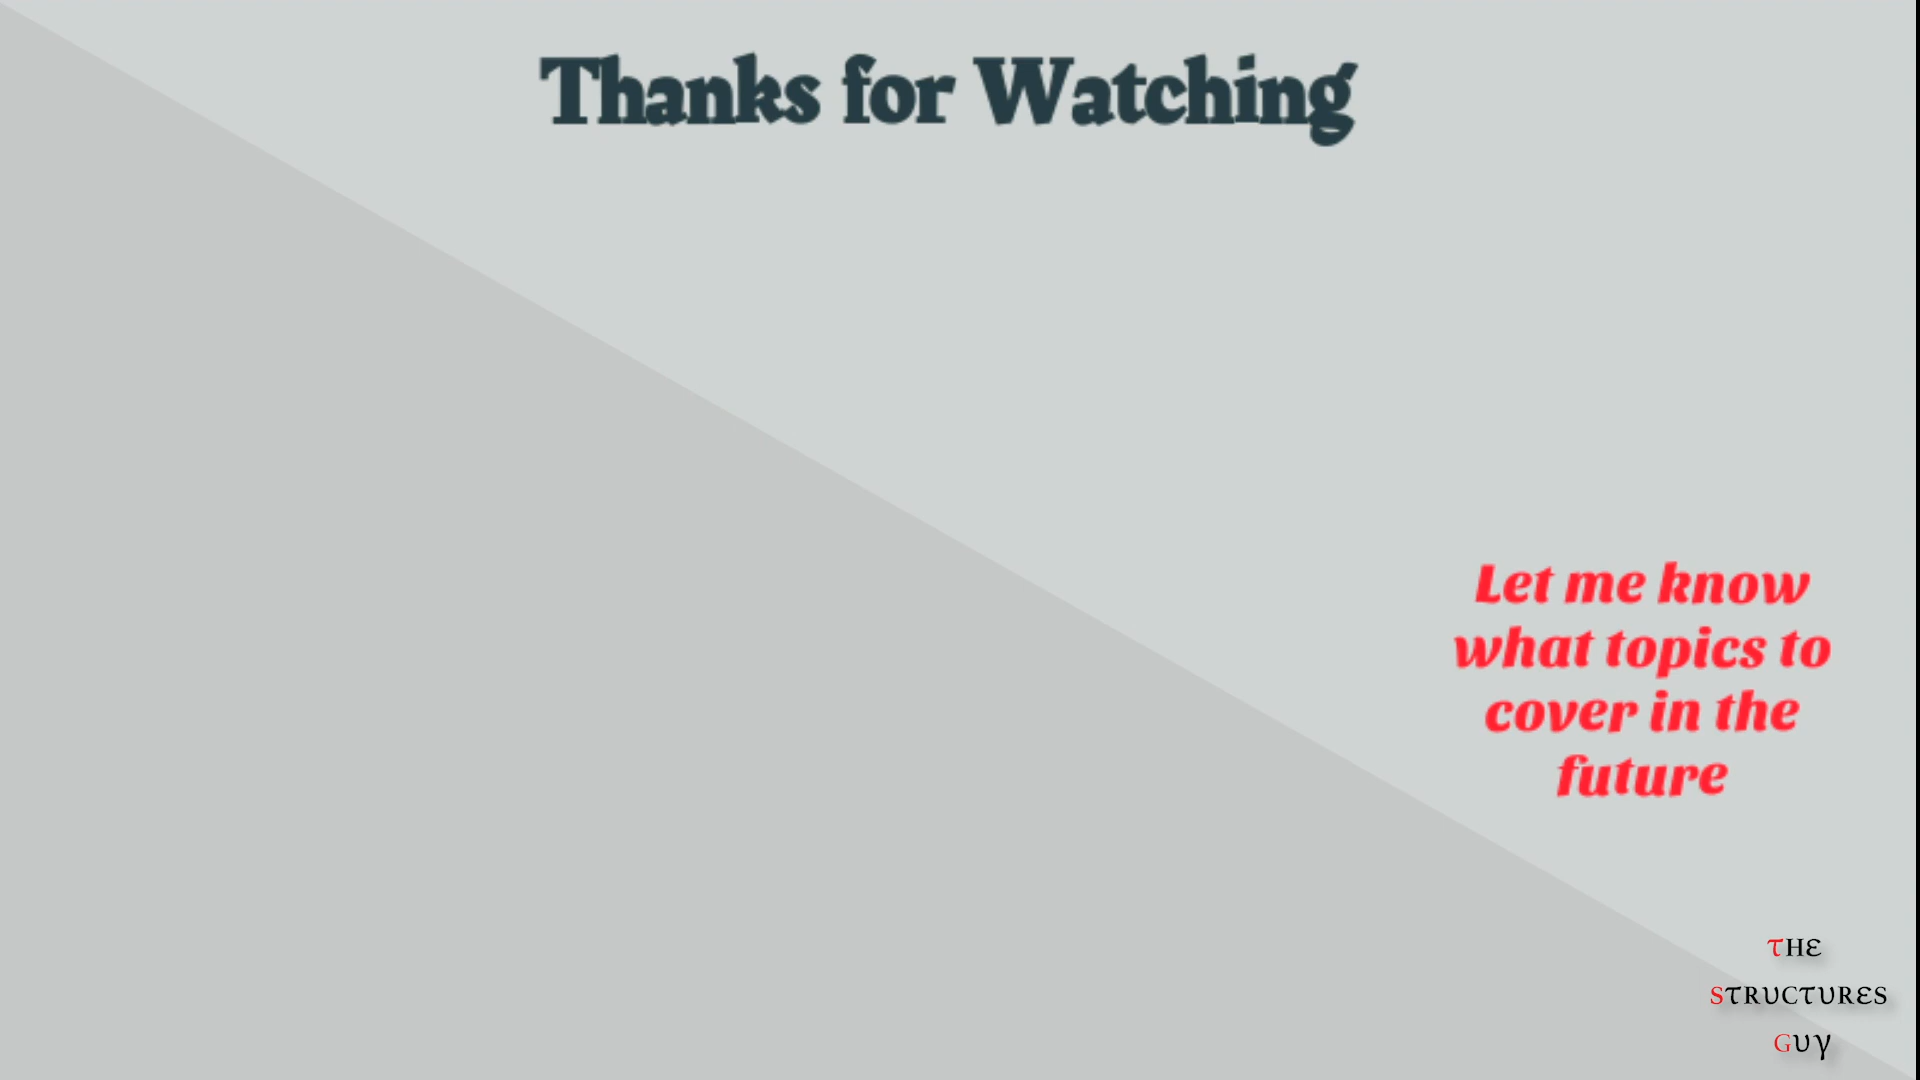 Thanks for Watching
Let me know
what topics to
cover in the
future
THE
STRUCTURES
GUY